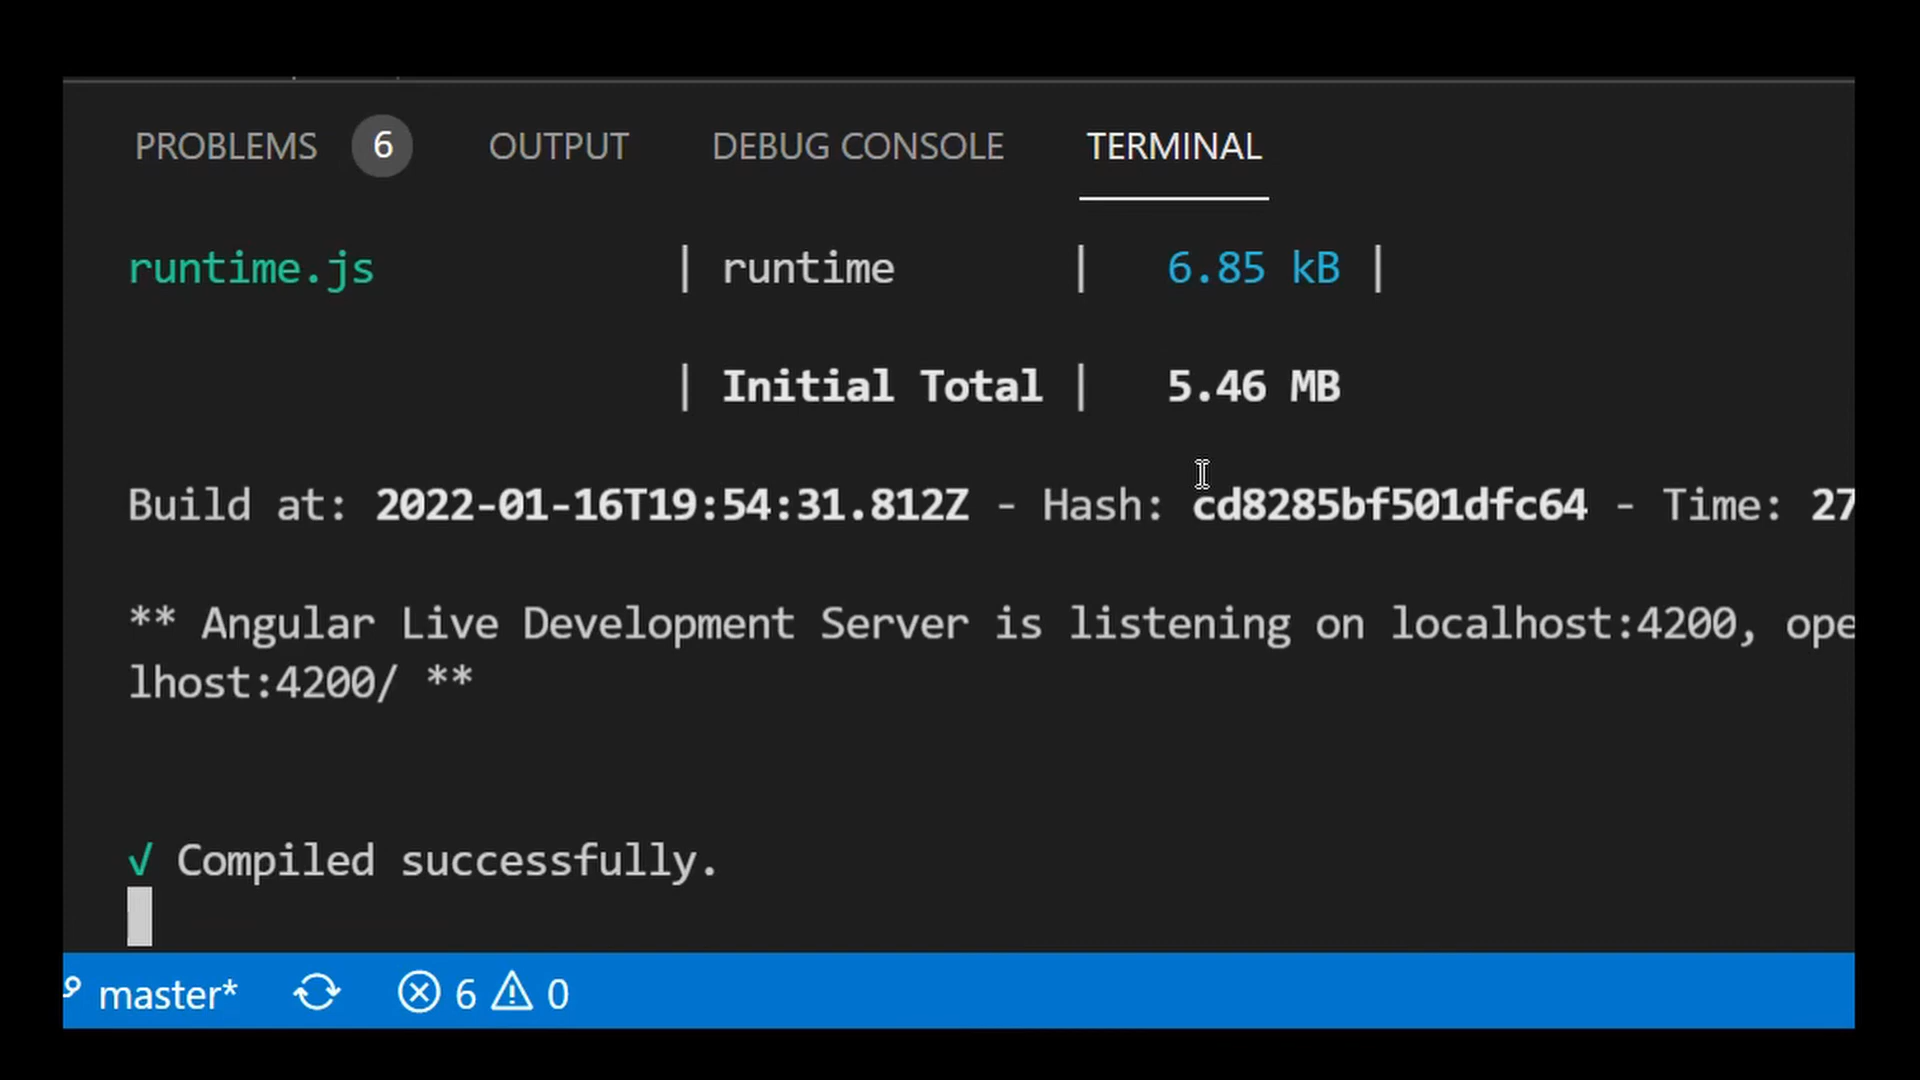 PROBLEMS 6 OUTPUT DEBUG CONSOLE TERMINAL
runtime.js | runtime | 6.85 kB |
| Initial Total | 5.46 MB
Build at: 2022-01-16T19:54:31.812Z - Hash: cd8285bf501dfc64 - Time: 27
** Angular Live Development Server is listening on localhost:4200, ope
lhost:4200/ **
√ Compiled successfully.
master* 6 0